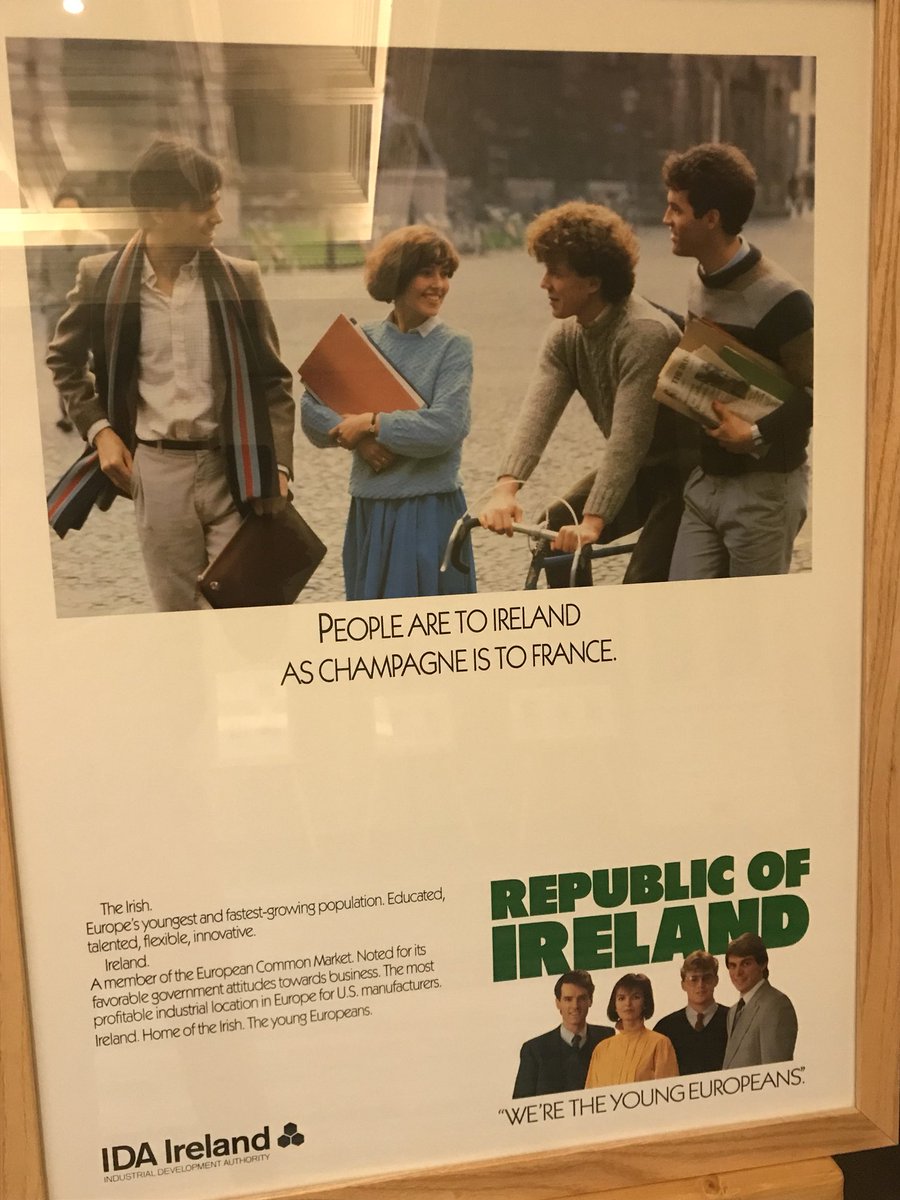 PEOPLE ARE TO IRELAND
AS CHAMPAGNE IS TO FRANCE.
The Irish.
Europe's youngest and fastest-growing population. Educated,
talented, flexible, innovative.
Ireland.
A member of the European Common Market. Noted for its
favorable government attitudes towards business. The most
profitable industrial location in Europe for U.S. manufacturers.
Ireland. Home of the Irish. The young Europeans.
REPUBLIC OF
IRELAND
"WE'RE THE YOUNG EUROPEANS."
IDA Ireland
INDUSTRIAL DEVELOPMENT AUTHORITY